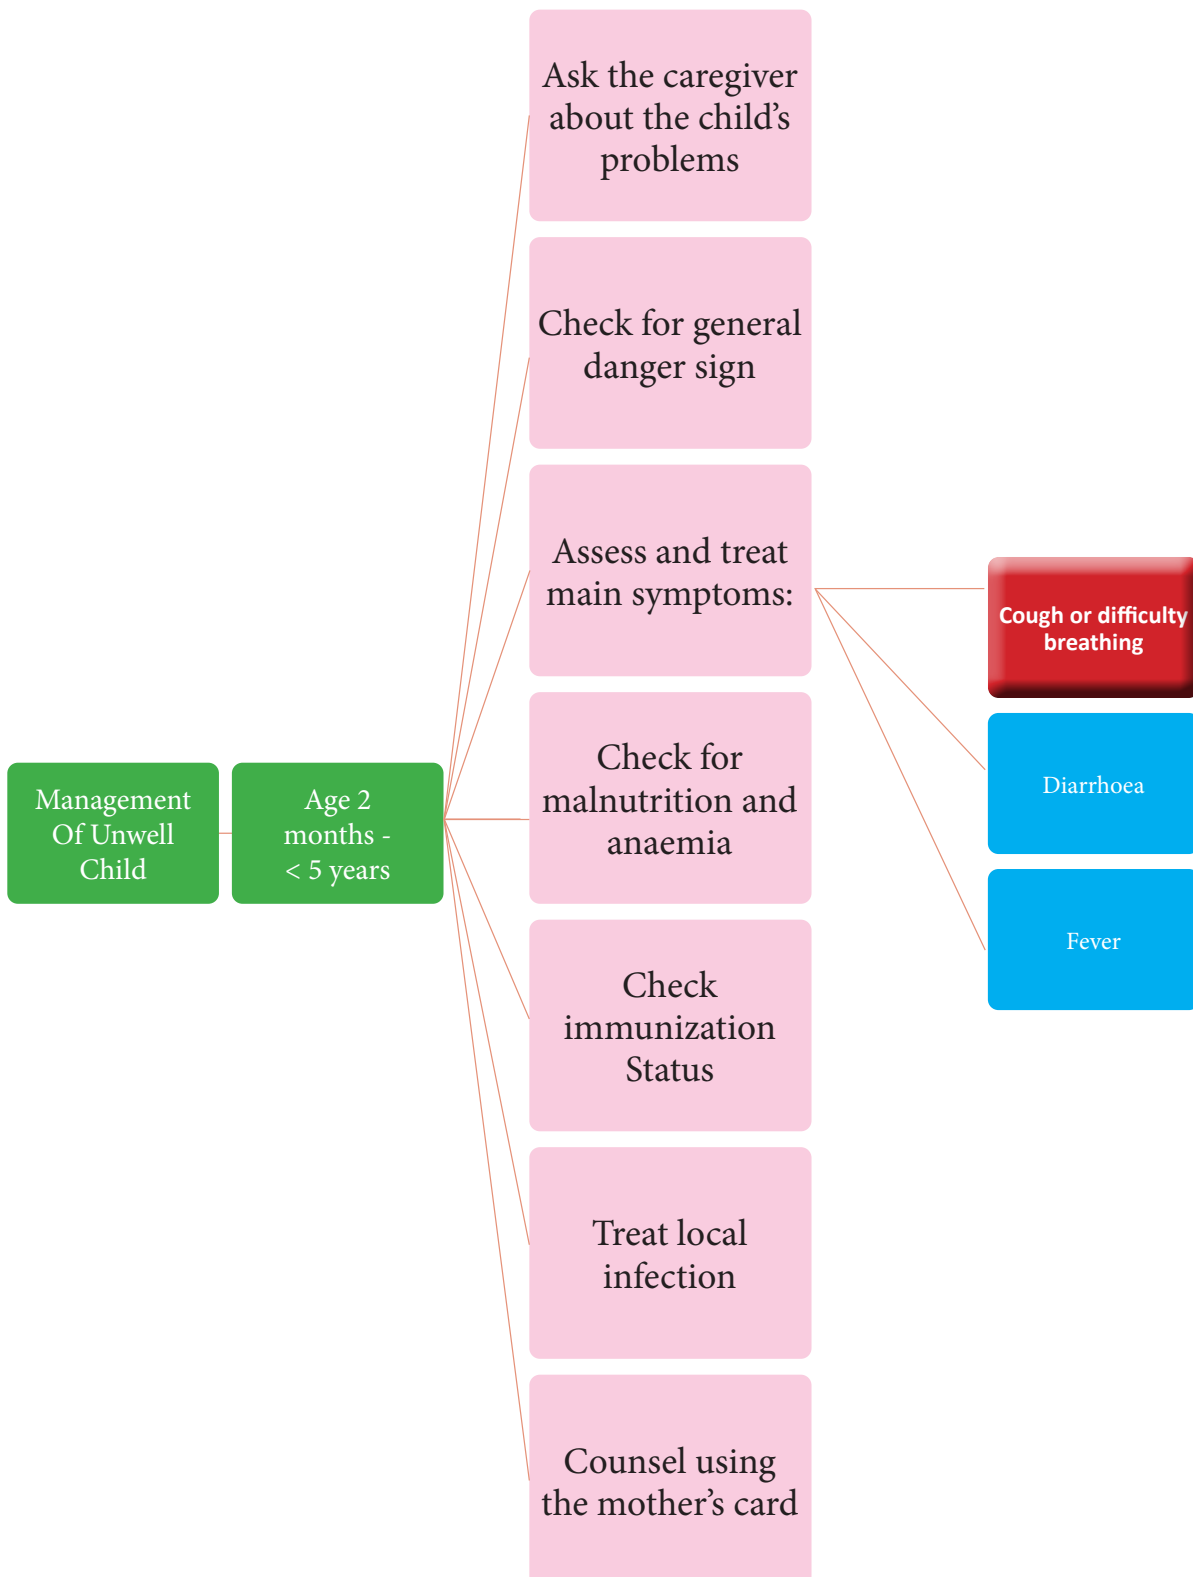 Management
Of Unwell
Child
Age 2
months -
< 5 years
Ask the caregiver
about the child’s
problems
Check for general
danger sign
Assess and treat
main symptoms:
Check for
malnutrition and
anaemia
Check
immunization
Status
Treat local
infection
Counsel using
the mother’s card
Cough or difficulty
breathing
Diarrhoea
Fever